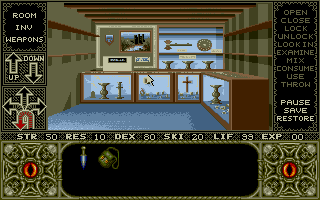 ROOM
INV
WEAPONS
DOWN
UP
OPEN
CLOSE
LOCK
UNLOCK
LOOK IN
EXAMINE
MIX
CONSUME
USE
THROW
PAUSE
SAVE
RESTORE
STR 50 RES 10 DEX 80 SKI 20 LIF 99 EXP 00